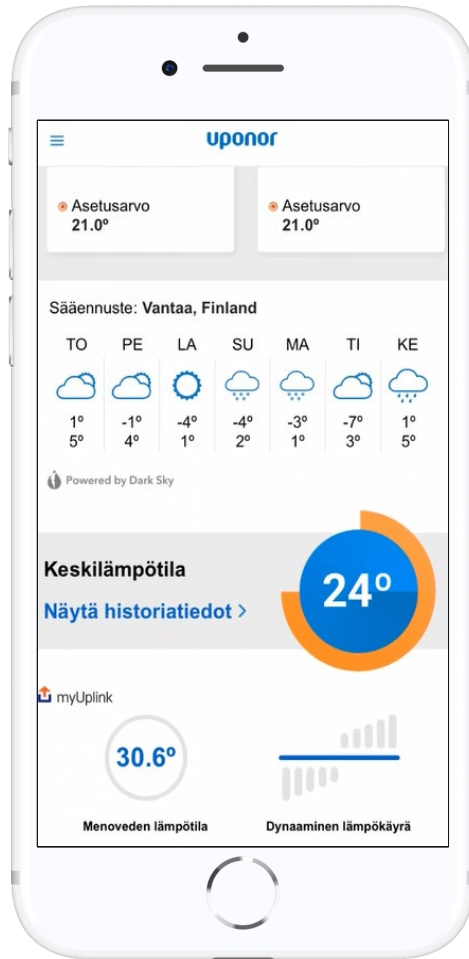 uponor
Asetusarvo
21.0º
Asetusarvo
21.0º
Sääennuste: Vantaa, Finland
TO PE LA SU MA TI KE
1º -1º -4º -4º -3º -7º 1º
5º 4º 1º 2º 1º 3º 5º
Powered by Dark Sky
Keskilämpötila
24º
Näytä historiatiedot >
myUplink
30.6º
Menoveden lämpötila
Dynaaminen lämpökäyrä